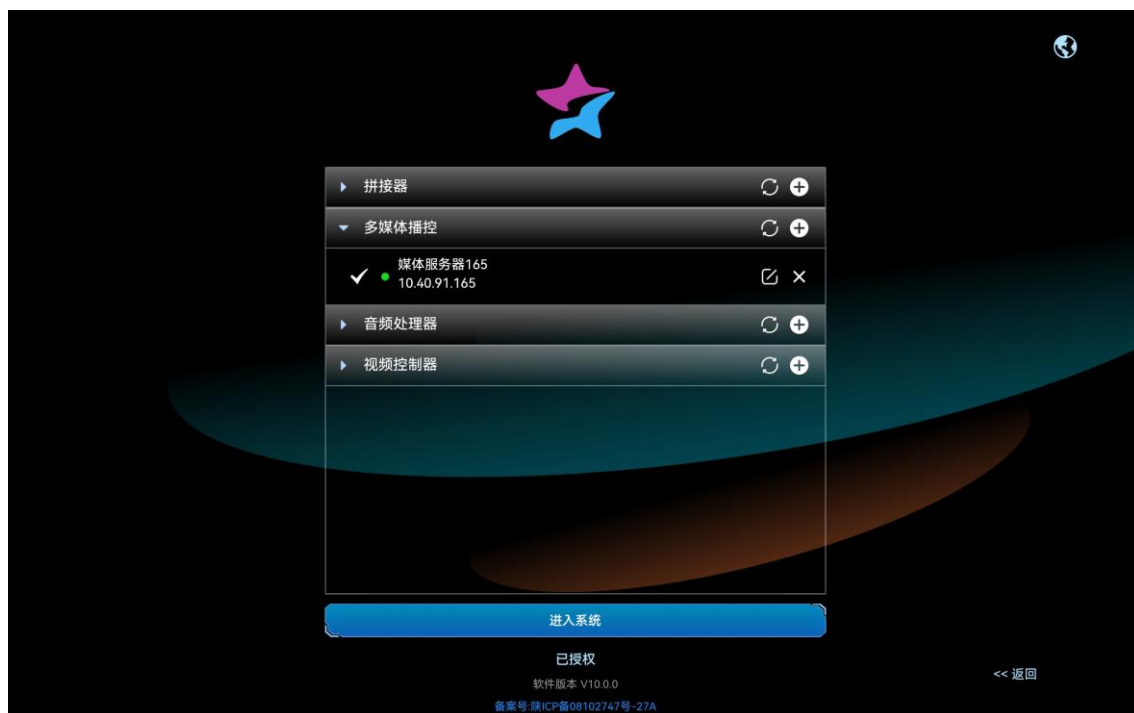 拼接器
多媒体播控
媒体服务器165
10.40.91.165
音频处理器
视频控制器
进入系统
已授权
软件版本 V10.0.0
<< 返回
备案号:陕ICP备08102747号-27A